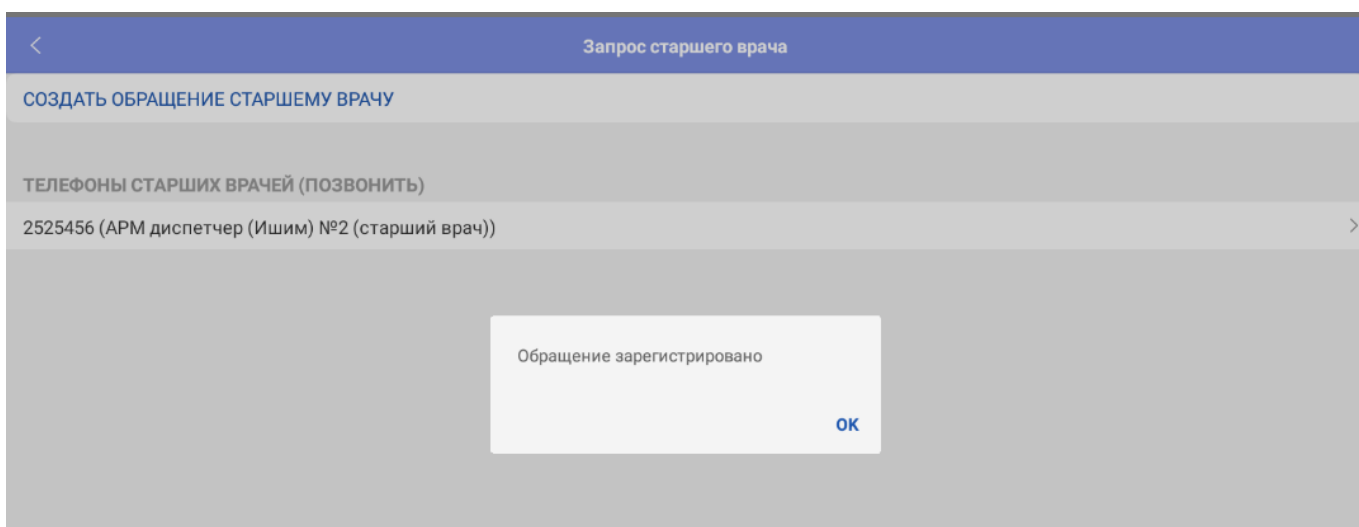 Запрос старшего врача
СОЗДАТЬ ОБРАЩЕНИЕ СТАРШЕМУ ВРАЧУ
ТЕЛЕФОНЫ СТАРШИХ ВРАЧЕЙ (ПОЗВОНИТЬ)
2525456 (АРМ диспетчер (Ишим) №2 (старший врач))
Обращение зарегистрировано
ОК